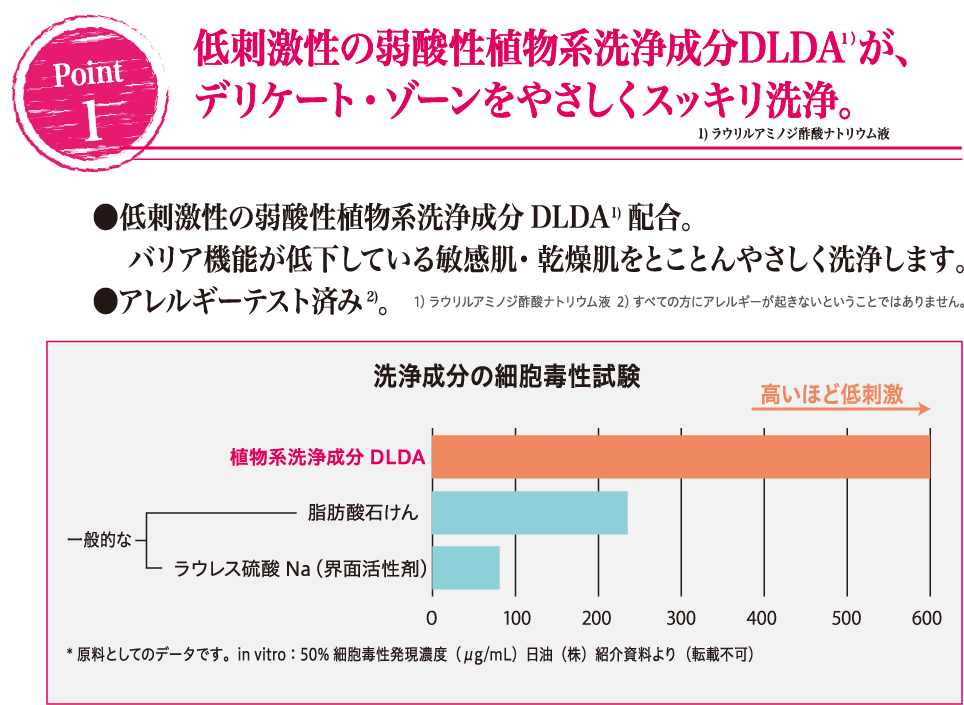 Point
1
低刺激性の弱酸性植物系洗浄成分DLDA1)が、
デリケート・ゾーンをやさしくスッキリ洗浄。
1) ラウリルアミノジ酢酸ナトリウム液
●低刺激性の弱酸性植物系洗浄成分 DLDA1) 配合。
バリア機能が低下している敏感肌・乾燥肌をとことんやさしく洗浄します。
●アレルギーテスト済み2)。
1) ラウリルアミノジ酢酸ナトリウム液 2) すべての方にアレルギーが起きないということではありません。
洗浄成分の細胞毒性試験
高いほど低刺激
植物系洗浄成分 DLDA
脂肪酸石けん
一般的な
ラウレス硫酸 Na（界面活性剤）
0 100 200 300 400 500 600
* 原料としてのデータです。in vitro：50% 細胞毒性発現濃度（μg/mL）日油（株）紹介資料より（転載不可）